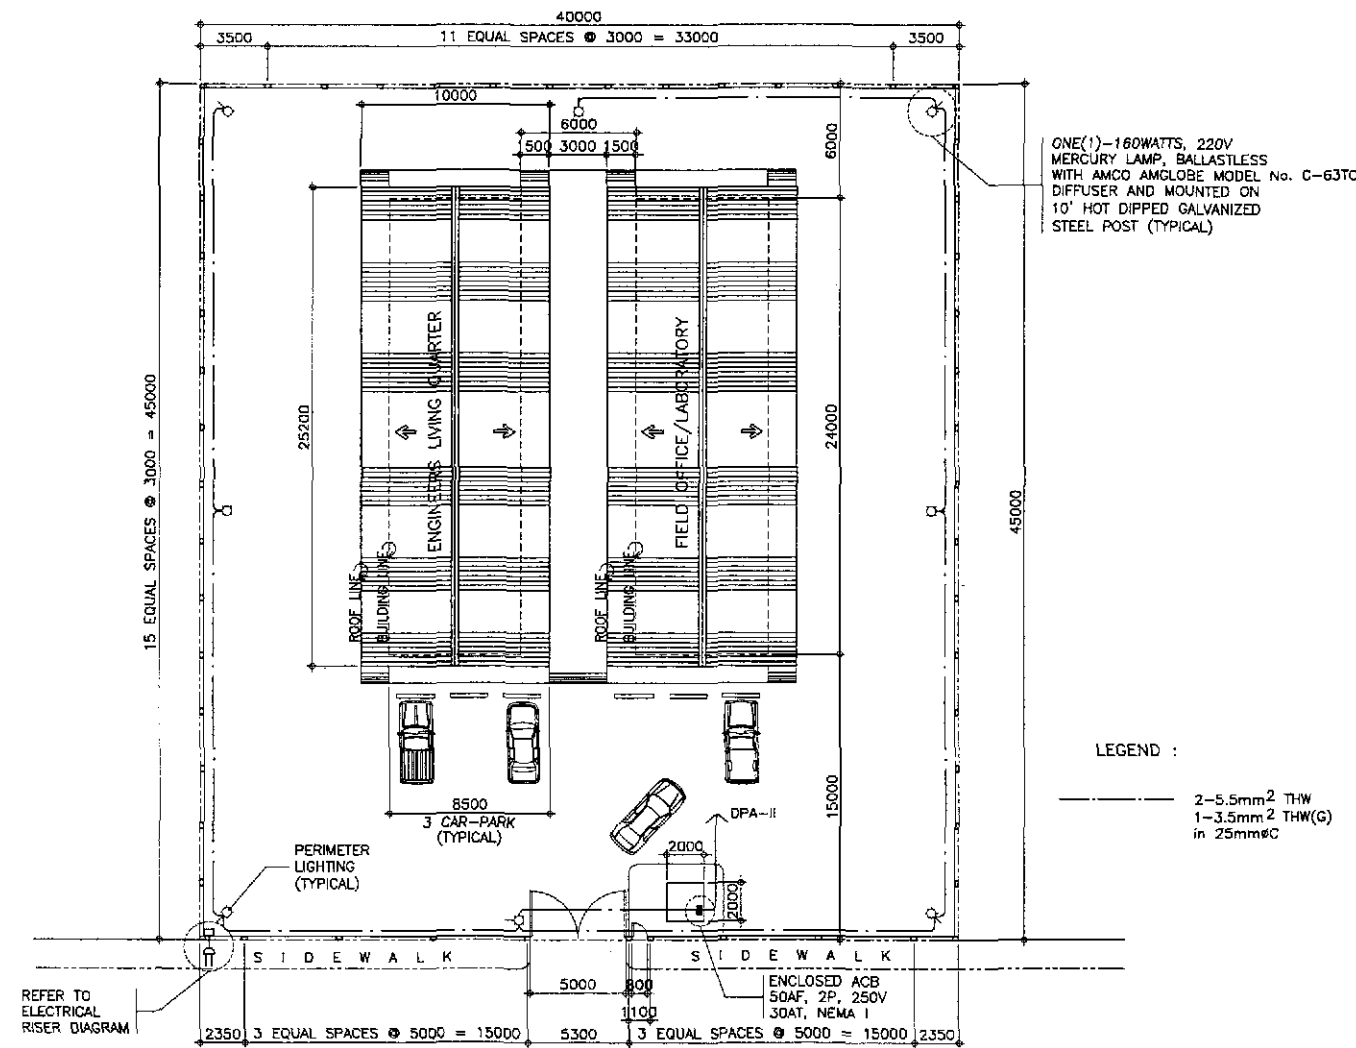 40000
3500
11 EQUAL SPACES @ 3000 = 33000
3500
10000
6000
500 3000 1500
6000
ONE(1)-160WATTS, 220V
MERCURY LAMP, BALLASTLESS
WITH AMCO AMGLOBE MODEL No. C-63TC
DIFFUSER AND MOUNTED ON
10' HOT DIPPED GALVANIZED
STEEL POST (TYPICAL)
15 EQUAL SPACES @ 3000 = 45000
25200
ENGINEERS LIVING QUARTER
FIELD OFFICE/LABORATORY
24000
45000
ROOF LINE
BUILDING LINE
ROOF LINE
BUILDING LINE
15000
8500
3 CAR-PARK
(TYPICAL)
DPA-II
2000
2000
PERIMETER
LIGHTING
(TYPICAL)
LEGEND :
2-5.5mm² THW
1-3.5mm² THW(G)
in 25mmøC
SIDEWALK
SIDEWALK
REFER TO
ELECTRICAL
RISER DIAGRAM
5000
800
1100
ENCLOSED ACB
50AF, 2P, 250V
30AT, NEMA I
2350
3 EQUAL SPACES @ 5000 = 15000
5300
3 EQUAL SPACES @ 5000 = 15000
2350